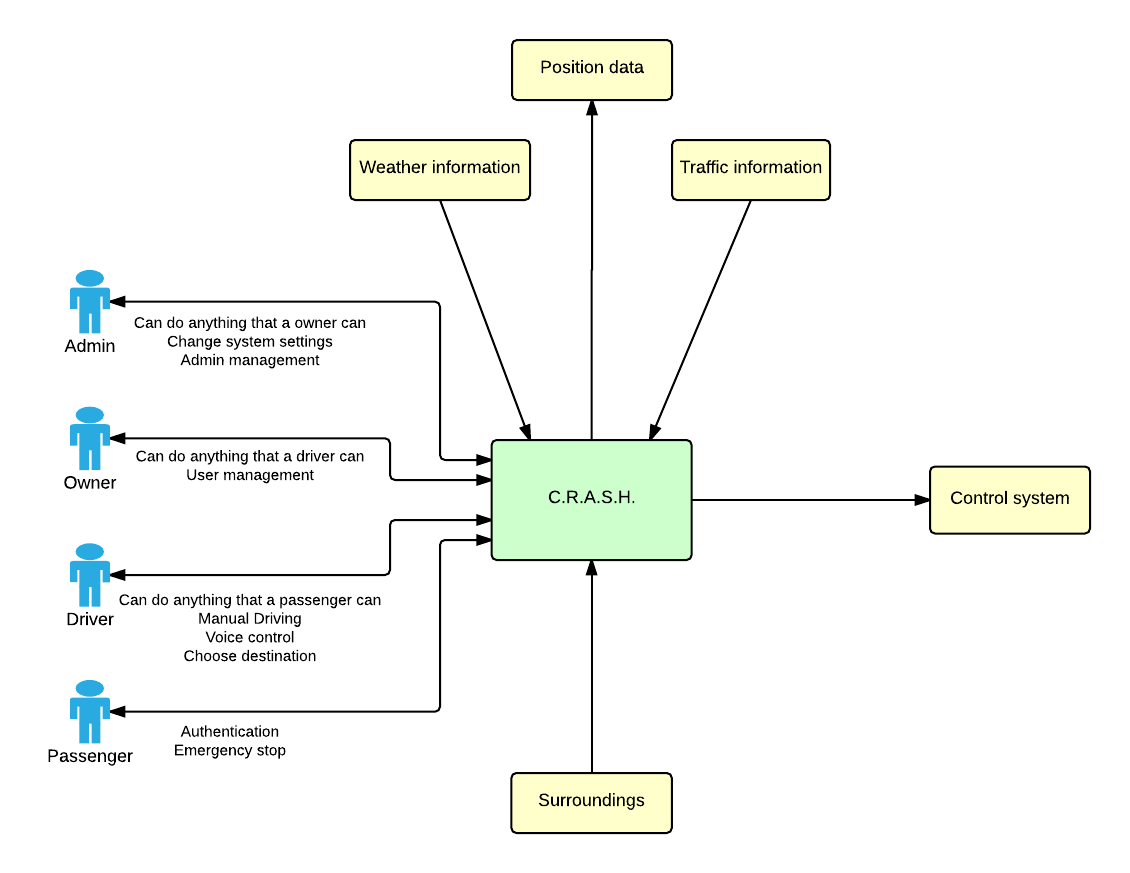 Position data
Weather information
Traffic information
Admin
Can do anything that a owner can
Change system settings
Admin management
Owner
Can do anything that a driver can
User management
C.R.A.S.H.
Control system
Driver
Can do anything that a passenger can
Manual Driving
Voice control
Choose destination
Passenger
Authentication
Emergency stop
Surroundings